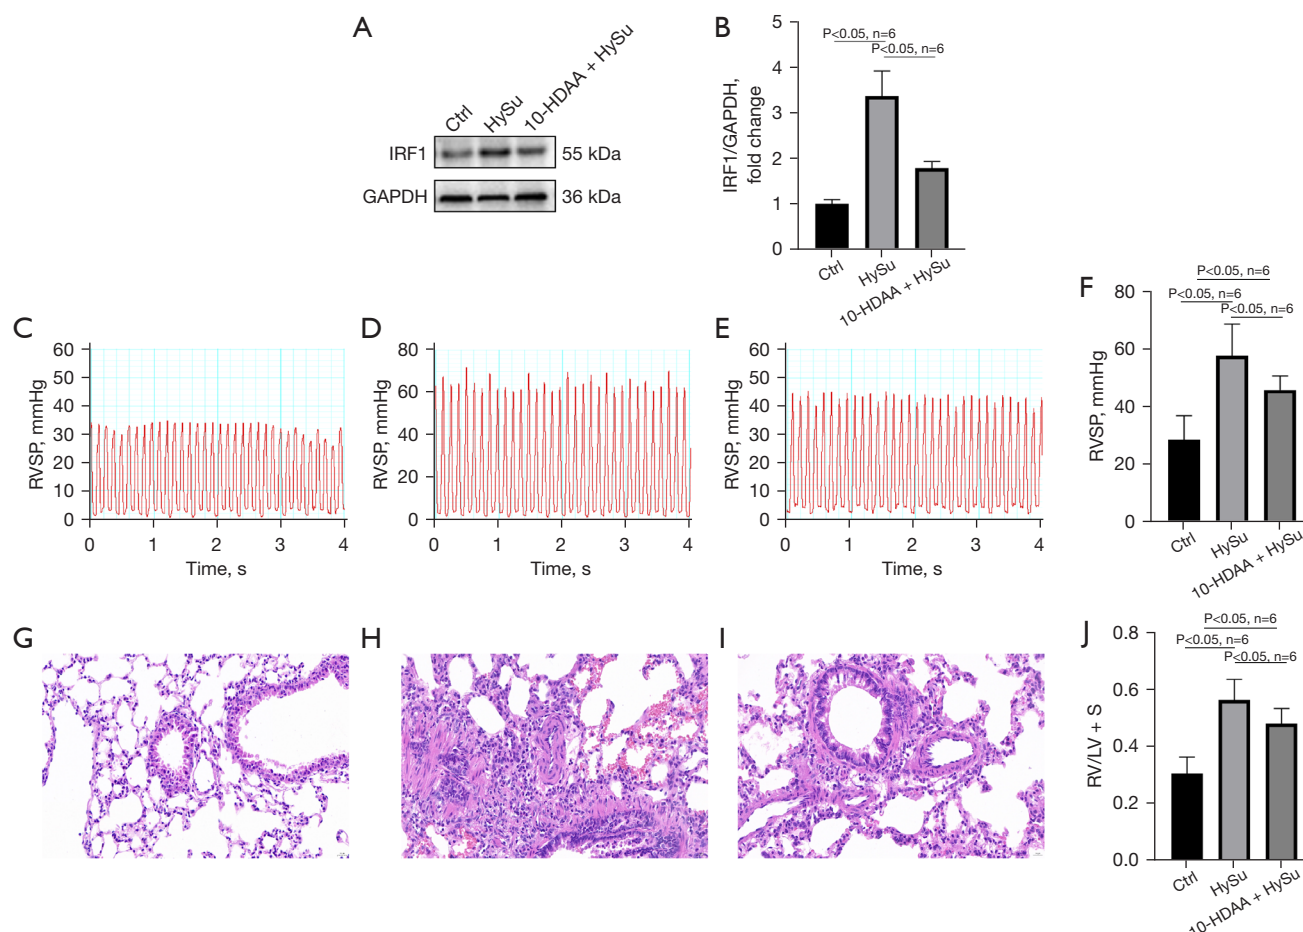 A
Ctrl
HySu
10-HDAA + HySu
IRF1
55 kDa
GAPDH
36 kDa
B
P<0.05, n=6
P<0.05, n=6
IRF1/GAPDH,
fold change
5
4
3
2
1
0
Ctrl
HySu
10-HDAA + HySu
C
RVSP, mmHg
60
50
40
30
20
10
0
0
1
2
3
4
Time, s
D
RVSP, mmHg
80
60
40
20
0
0
1
2
3
4
Time, s
E
RVSP, mmHg
60
50
40
30
20
10
0
0
1
2
3
4
Time, s
F
P<0.05, n=6
P<0.05, n=6
P<0.05, n=6
RVSP, mmHg
80
60
40
20
0
Ctrl
HySu
10-HDAA + HySu
G
H
I
J
P<0.05, n=6
P<0.05, n=6
P<0.05, n=6
RV/LV + S
0.8
0.6
0.4
0.2
0.0
Ctrl
HySu
10-HDAA + HySu